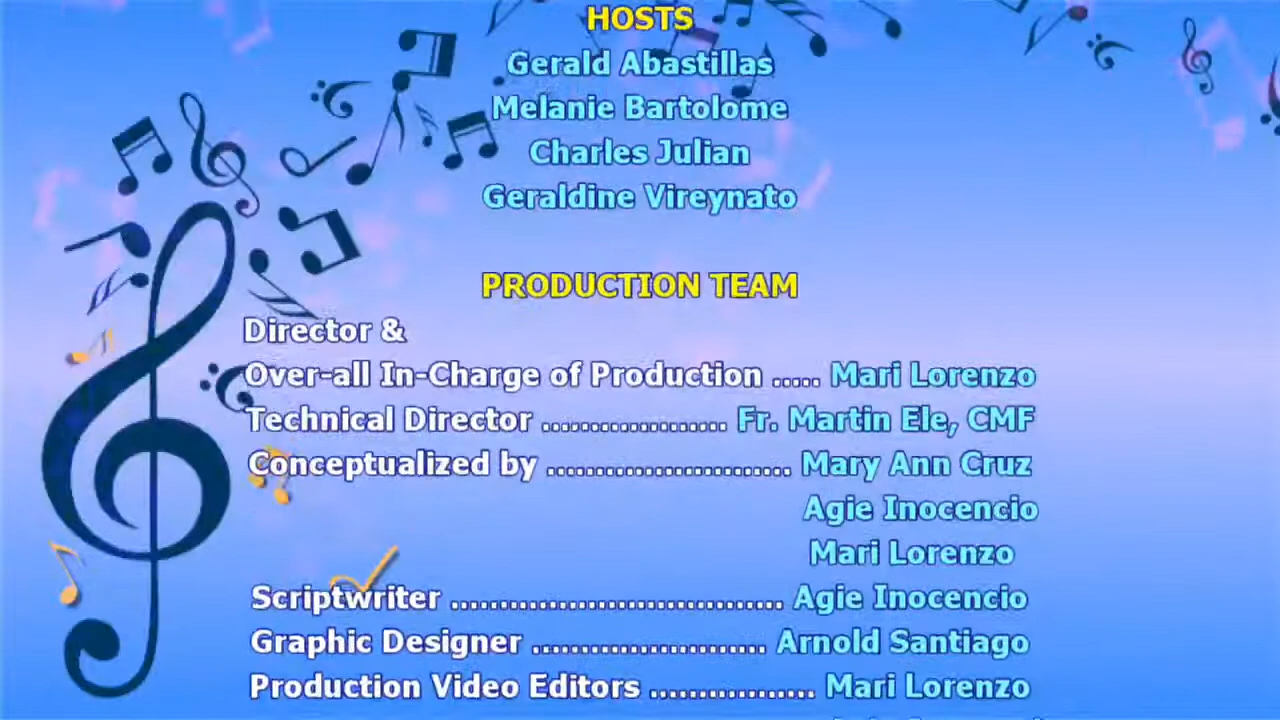 HOSTS
Gerald Abastillas
Melanie Bartolome
Charles Julian
Geraldine Vireynato
PRODUCTION TEAM
Director &
Over-all In-Charge of Production ..... Mari Lorenzo
Technical Director ................... Fr. Martin Ele, CMF
Conceptualized by ......................... Mary Ann Cruz
Agie Inocencio
Mari Lorenzo
Scriptwriter .................................. Agie Inocencio
Graphic Designer ........................ Arnold Santiago
Production Video Editors ................. Mari Lorenzo